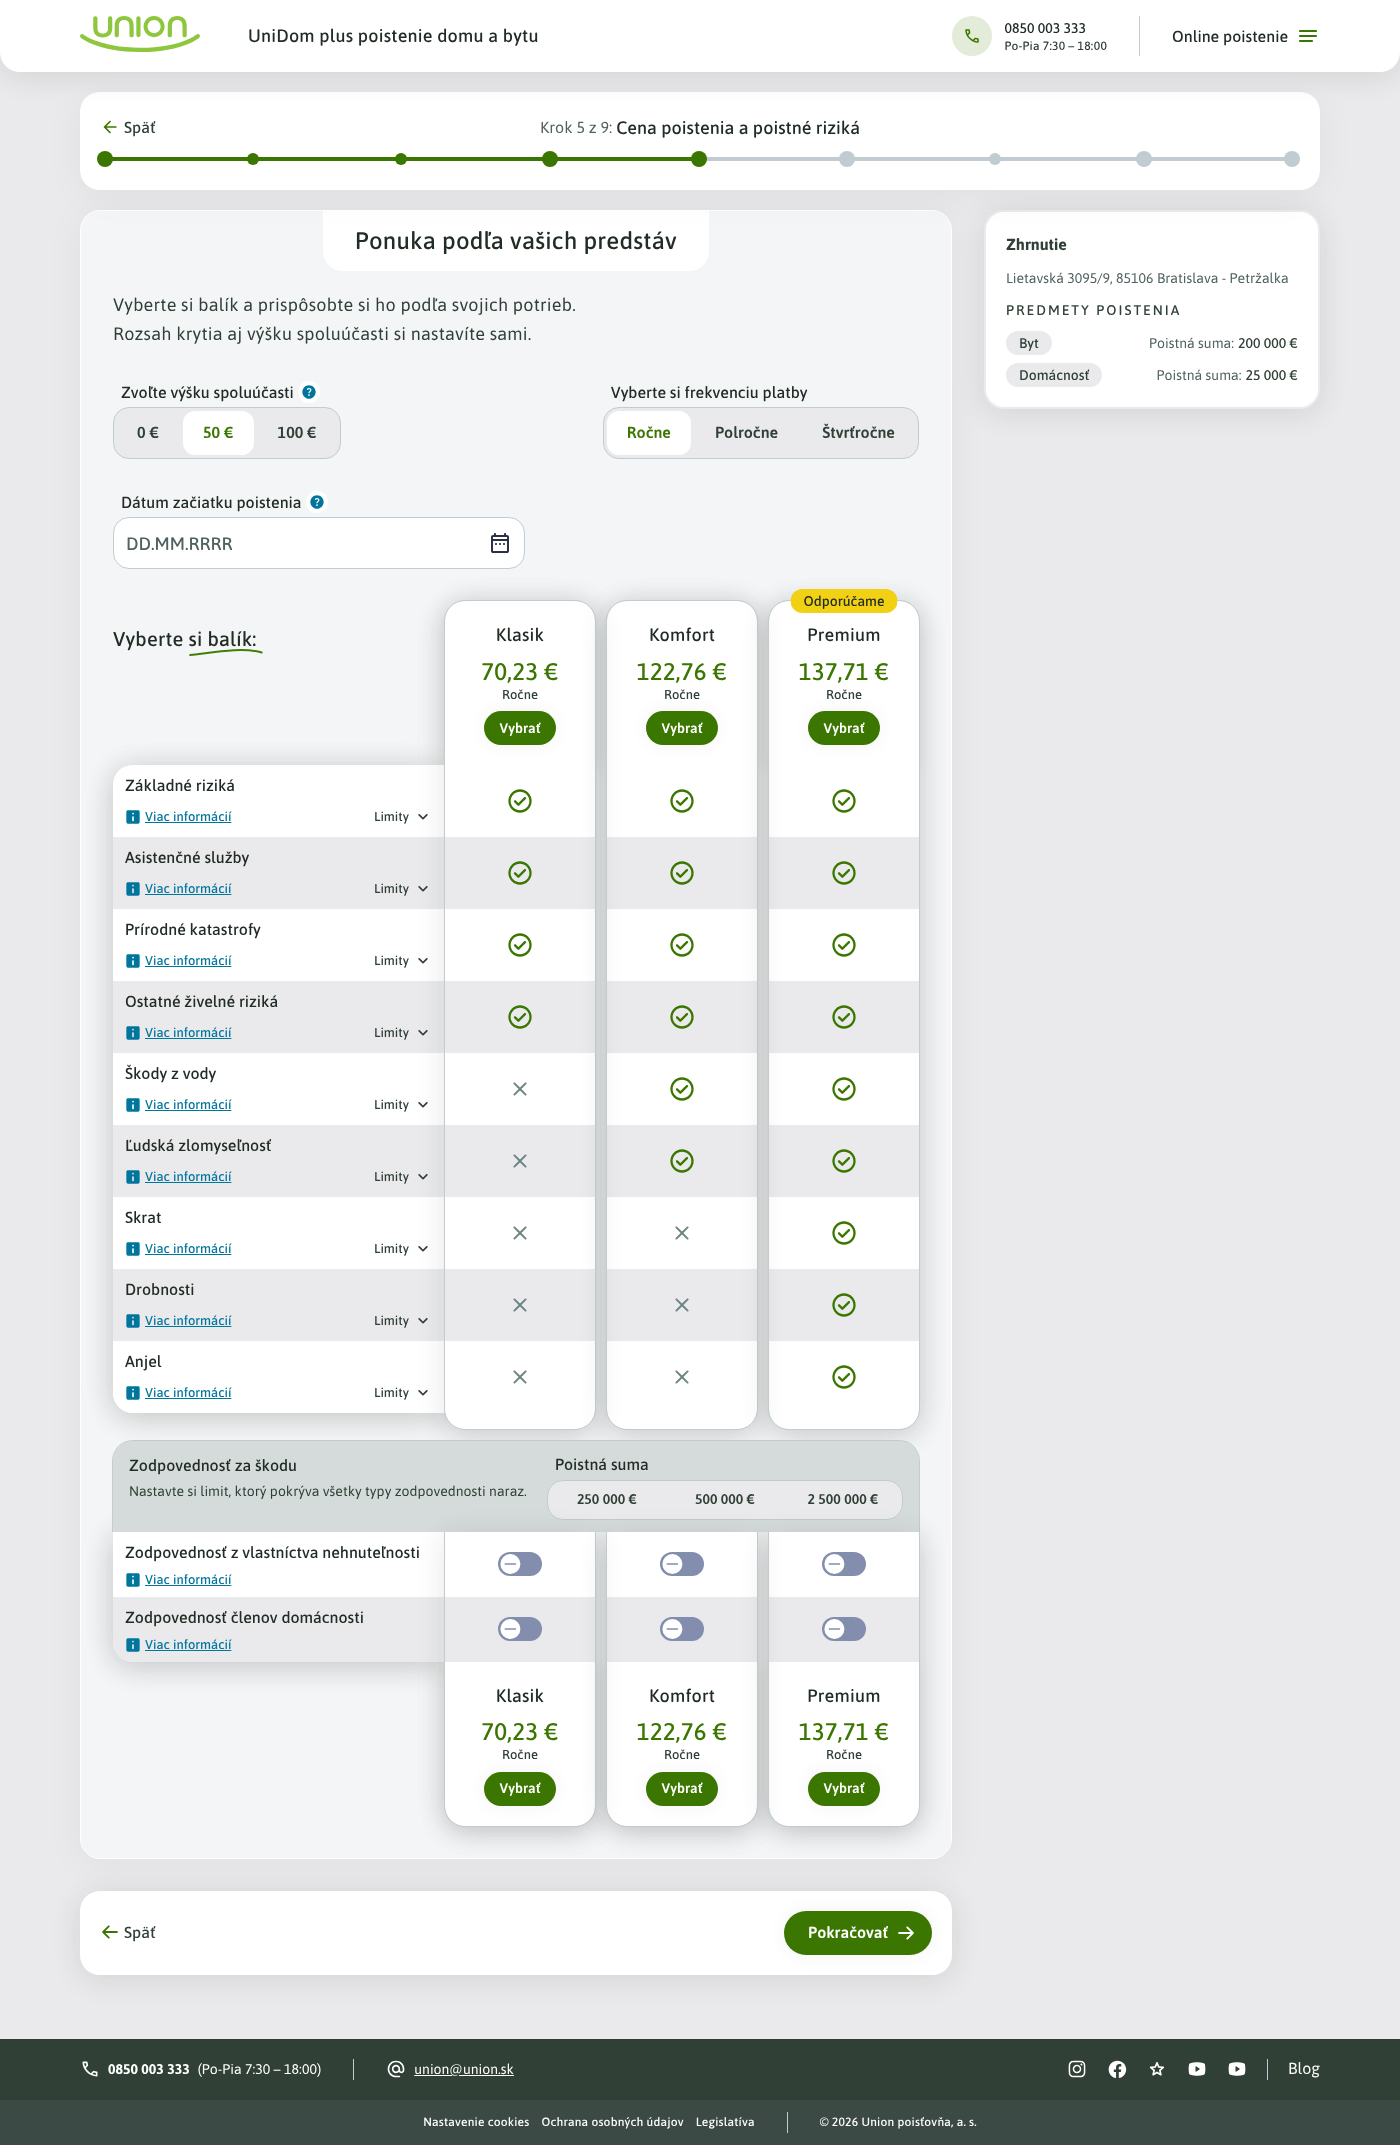 union
UniDom plus poistenie domu a bytu
0850 003 333
Po-Pia 7:30 – 18:00
Online poistenie
Späť
Krok 5 z 9: Cena poistenia a poistné riziká
Ponuka podľa vašich predstáv
Vyberte si balík a prispôsobte si ho podľa svojich potrieb.
Rozsah krytia aj výšku spoluúčasti si nastavíte sami.
Zvoľte výšku spoluúčasti
0 € 50 € 100 €
Vyberte si frekvenciu platby
Ročne Polročne Štvrťročne
Dátum začiatku poistenia
DD.MM.RRRR
Vyberte si balík:
Klasik
70,23 €
Ročne
Vybrať
Komfort
122,76 €
Ročne
Vybrať
Odporúčame
Premium
137,71 €
Ročne
Vybrať
Základné riziká
Viac informácií Limity
Asistenčné služby
Viac informácií Limity
Prírodné katastrofy
Viac informácií Limity
Ostatné živelné riziká
Viac informácií Limity
Škody z vody
Viac informácií Limity
Ľudská zlomyseľnosť
Viac informácií Limity
Skrat
Viac informácií Limity
Drobnosti
Viac informácií Limity
Anjel
Viac informácií Limity
Zodpovednosť za škodu
Nastavte si limit, ktorý pokrýva všetky typy zodpovednosti naraz.
Poistná suma
250 000 € 500 000 € 2 500 000 €
Zodpovednosť z vlastníctva nehnuteľnosti
Viac informácií
Zodpovednosť členov domácnosti
Viac informácií
Klasik
70,23 €
Ročne
Vybrať
Komfort
122,76 €
Ročne
Vybrať
Premium
137,71 €
Ročne
Vybrať
Späť
Pokračovať
Zhrnutie
Lietavská 3095/9, 85106 Bratislava - Petržalka
PREDMETY POISTENIA
Byt Poistná suma: 200 000 €
Domácnosť Poistná suma: 25 000 €
0850 003 333 (Po-Pia 7:30 – 18:00)
union@union.sk
Blog
Nastavenie cookies Ochrana osobných údajov Legislatíva
© 2026 Union poisťovňa, a. s.